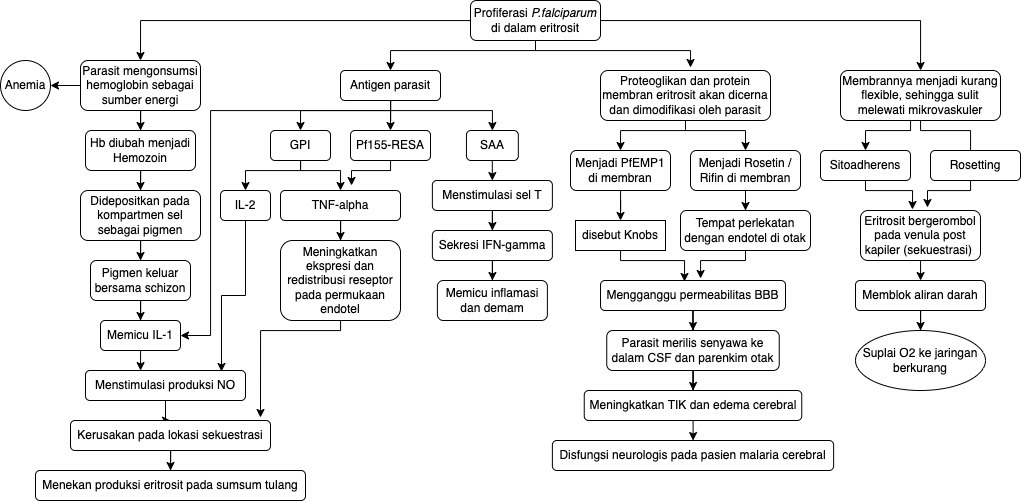 Profiferasi P.falciparum
di dalam eritrosit
Anemia
Parasit mengonsumsi
hemoglobin sebagai
sumber energi
Antigen parasit
Proteoglikan dan protein
membran eritrosit akan dicerna
dan dimodifikasi oleh parasit
Membrannya menjadi kurang
flexible, sehingga sulit
melewati mikrovaskuler
Hb diubah menjadi
Hemozoin
GPI
Pf155-RESA
SAA
Menjadi PfEMP1
di membran
Menjadi Rosetin /
Rifin di membran
Sitoadherens
Rosetting
Didepositkan pada
kompartmen sel
sebagai pigmen
IL-2
TNF-alpha
Menstimulasi sel T
disebut Knobs
Tempat perlekatan
dengan endotel di otak
Eritrosit bergerombol
pada venula post
kapiler (sekuestrasi)
Pigmen keluar
bersama schizon
Meningkatkan
ekspresi dan
redistribusi reseptor
pada permukaan
endotel
Sekresi IFN-gamma
Memicu inflamasi
dan demam
Mengganggu permeabilitas BBB
Memblok aliran darah
Memicu IL-1
Parasit merilis senyawa ke
dalam CSF dan parenkim otak
Suplai O2 ke jaringan
berkurang
Menstimulasi produksi NO
Meningkatkan TIK dan edema cerebral
Kerusakan pada lokasi sekuestrasi
Disfungsi neurologis pada pasien malaria cerebral
Menekan produksi eritrosit pada sumsum tulang